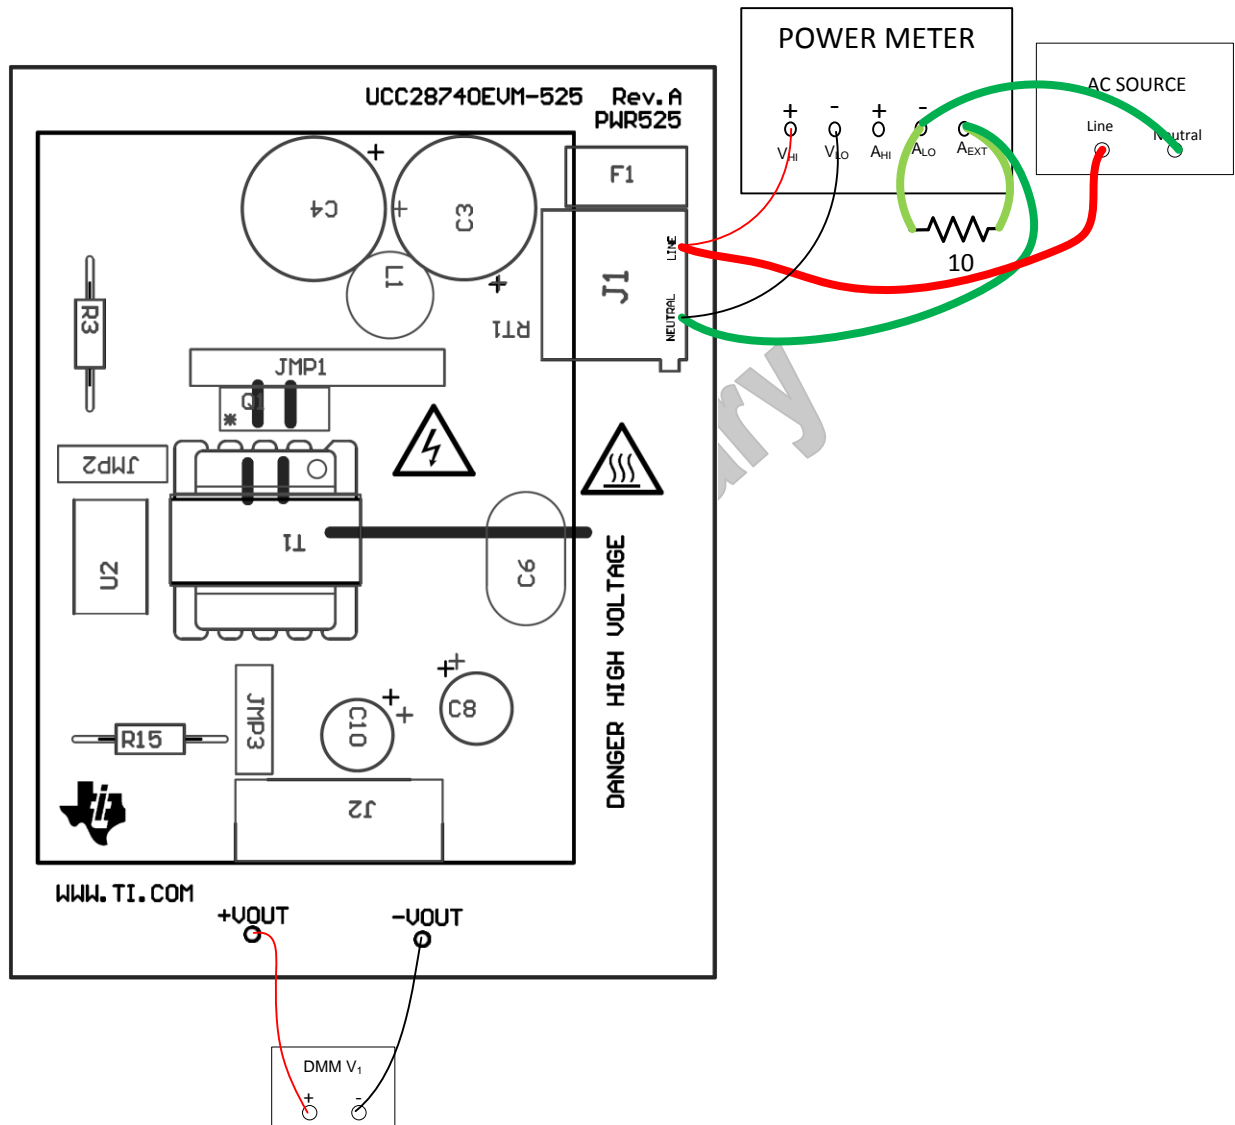 POWER METER
AC SOURCE
Line
Neutral
+
-
+
-
VHI
VLO
AHI
ALO
AEXT
10
UCC28740EVM-525 Rev.A
PWR525
C4
+
+
C3
+
F1
L1
RT1
J1
LINE
NEUTRAL
R3
JMP1
Q1
*
JMP2
U2
T1
C6
DANGER HIGH VOLTAGE
R15
JMP3
C10
+
+
C8
+
+
J2
WWW.TI.COM
+VOUT
-VOUT
DMM V1
+
-